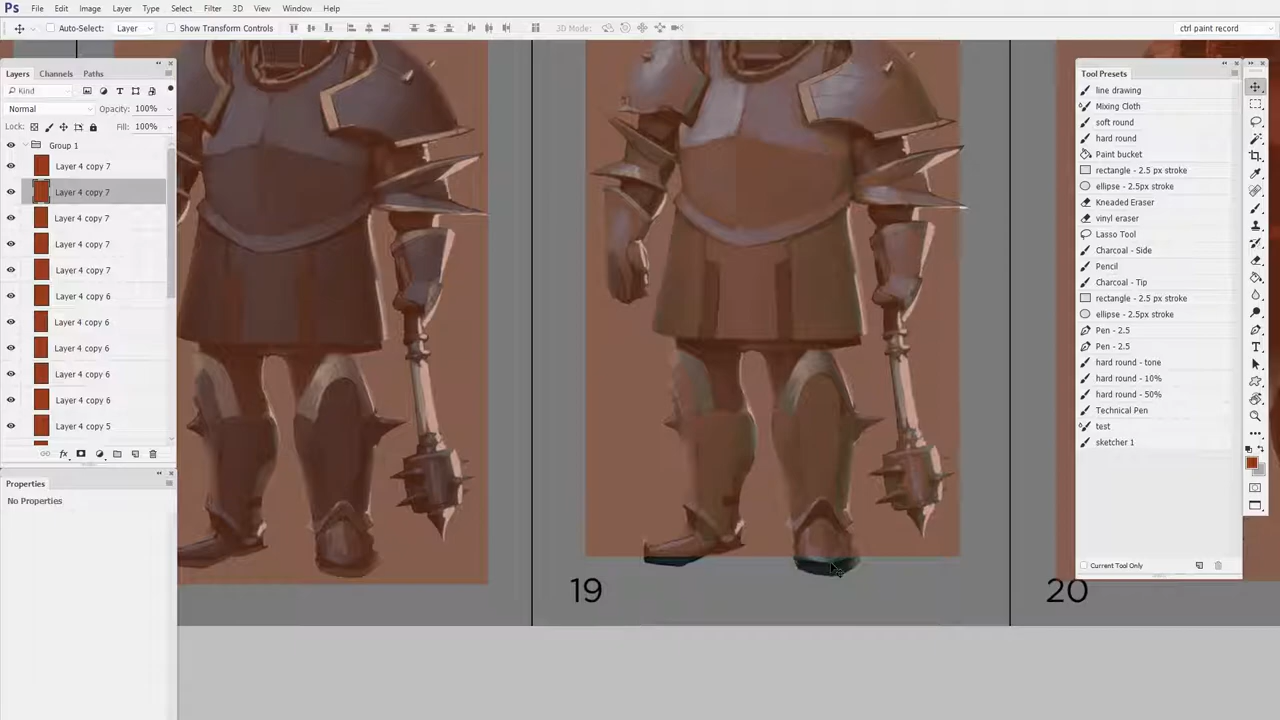 Ps File Edit Image Layer Type Select Filter 3D View Window Help
Auto-Select: Layer Show Transform Controls 3D Mode: ctrl paint record
Layers Channels Paths
Kind
Normal Opacity: 100%
Lock: Fill: 100%
Group 1
Layer 4 copy 7
Layer 4 copy 7
Layer 4 copy 7
Layer 4 copy 7
Layer 4 copy 7
Layer 4 copy 6
Layer 4 copy 6
Layer 4 copy 6
Layer 4 copy 6
Layer 4 copy 6
Layer 4 copy 5
fx
Properties
No Properties
19
20
Tool Presets
line drawing
Mixing Cloth
soft round
hard round
Paint bucket
rectangle - 2.5 px stroke
ellipse - 2.5px stroke
Kneaded Eraser
vinyl eraser
Lasso Tool
Charcoal - Side
Pencil
Charcoal - Tip
rectangle - 2.5 px stroke
ellipse - 2.5px stroke
Pen - 2.5
Pen - 2.5
hard round - tone
hard round - 10%
hard round - 50%
Technical Pen
test
sketcher 1
Current Tool Only